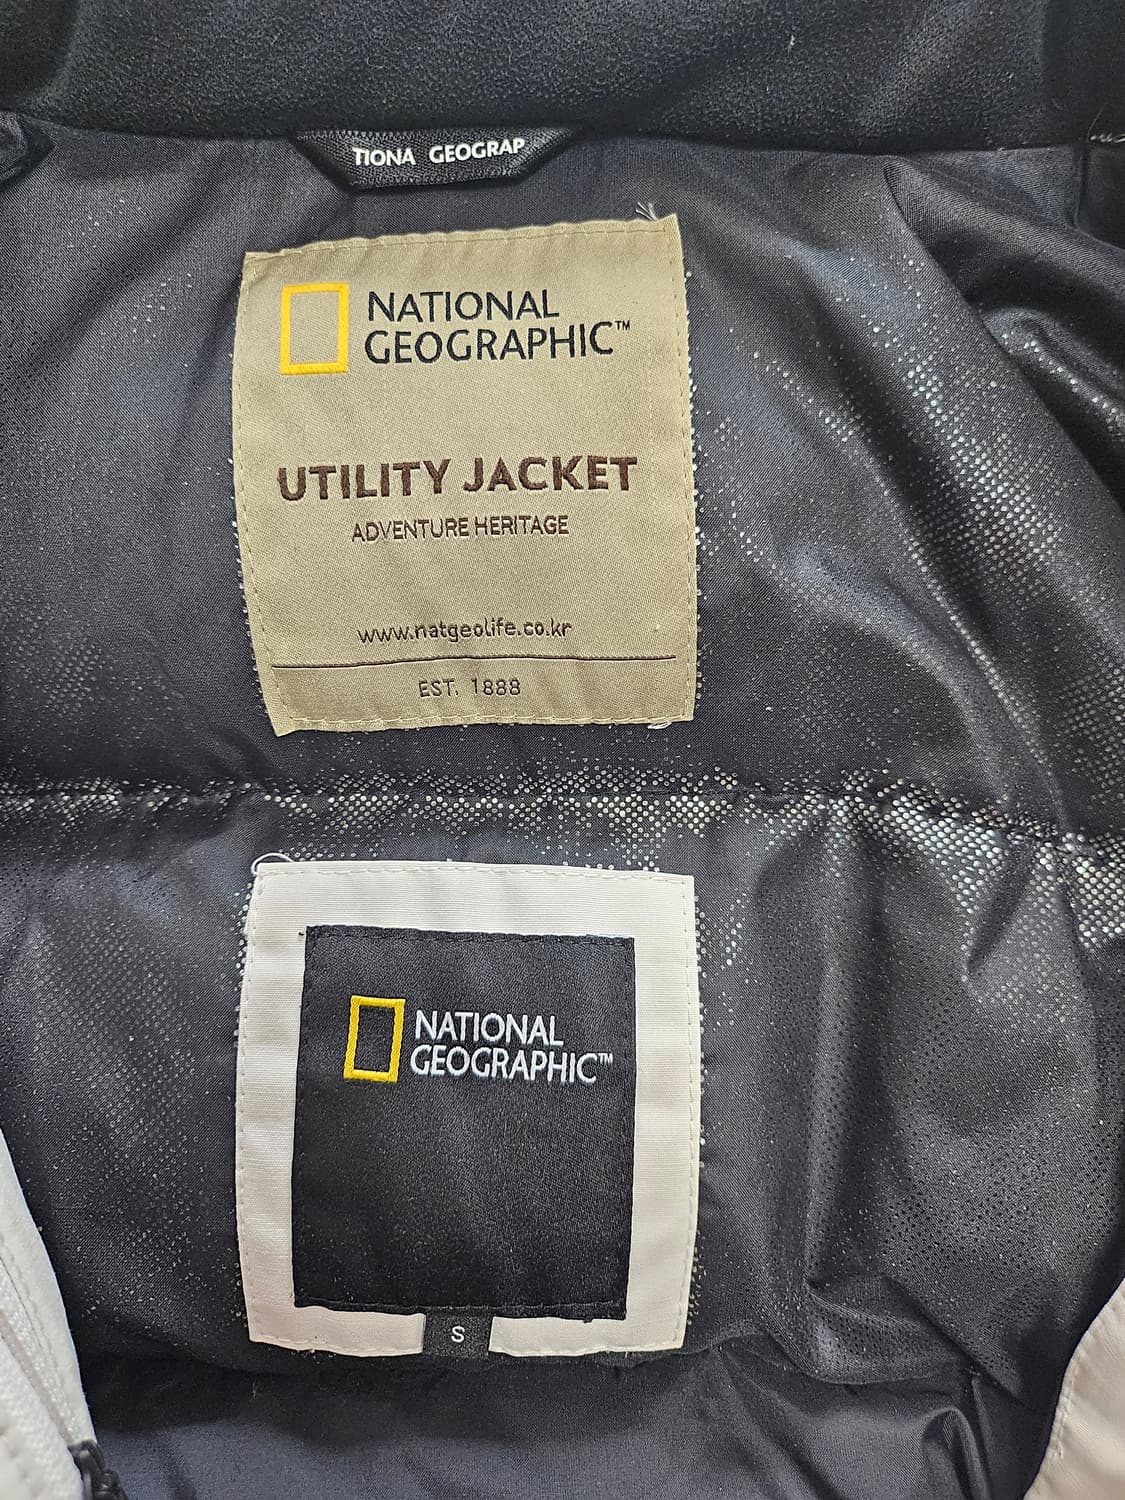 TIONA GEOGRAP
NATIONAL
GEOGRAPHIC™
UTILITY JACKET
ADVENTURE HERITAGE
www.natgeolife.co.kr
EST. 1888
NATIONAL
GEOGRAPHIC™
S